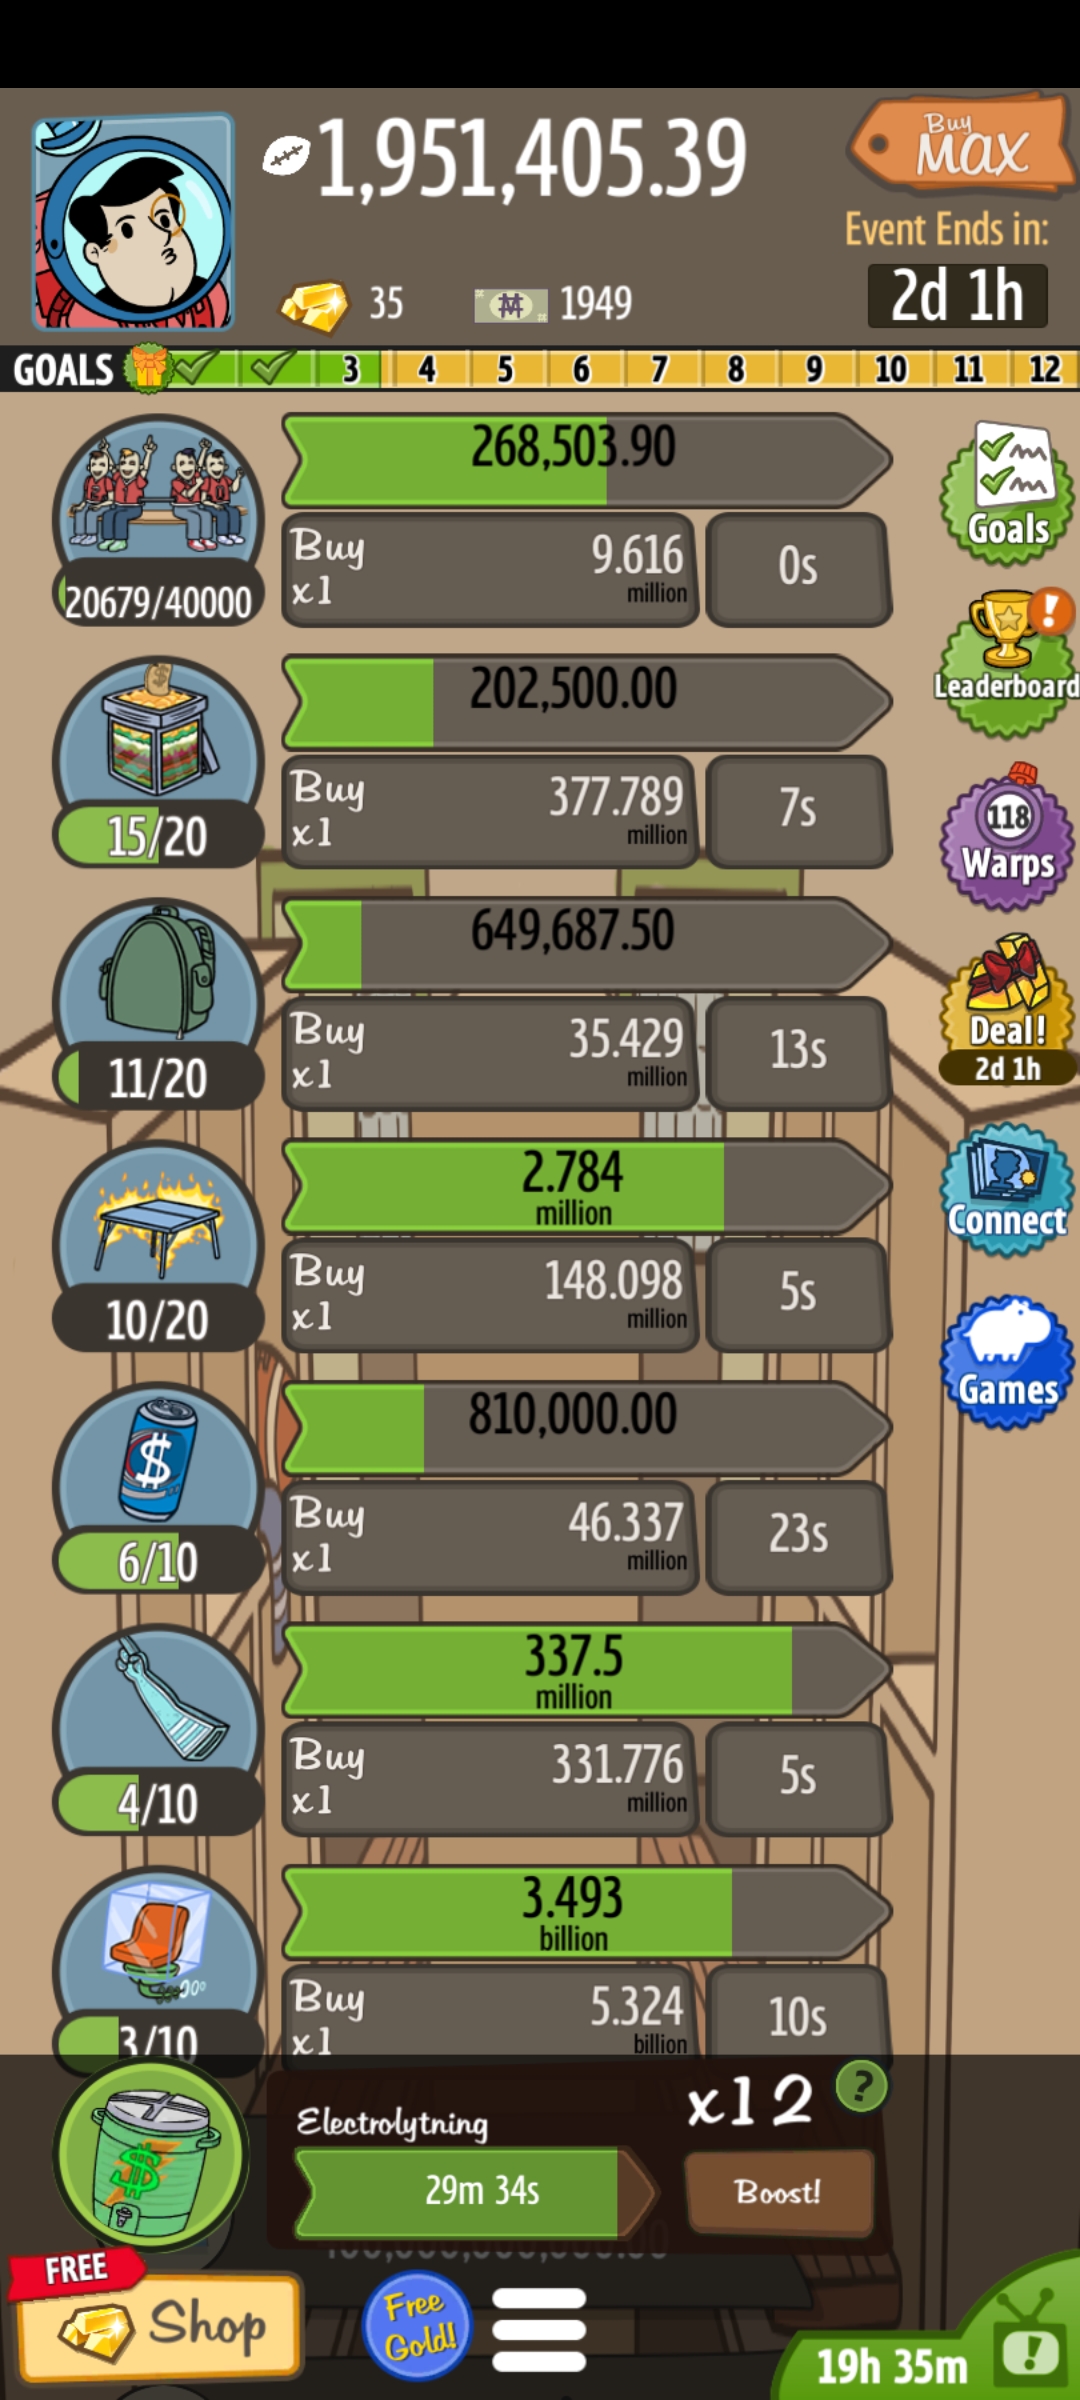 1,951,405.39
Buy
MAX
Event Ends in:
2d 1h
35
1949
GOALS 3 4 5 6 7 8 9 10 11 12
268,503.90
Buy
x1
9.616
million
0s
20679/40000
Goals
Leaderboard
202,500.00
Buy
x1
377.789
million
7s
15/20
118
Warps
649,687.50
Buy
x1
35.429
million
13s
11/20
Deal!
2d 1h
2.784
million
Buy
x1
148.098
million
5s
10/20
Connect
810,000.00
Buy
x1
46.337
million
23s
6/10
Games
337.5
million
Buy
x1
331.776
million
5s
4/10
3.493
billion
Buy
x1
5.324
billion
10s
3/10
Electrolytning
x12
?
29m 34s
Boost!
FREE
Shop
Free
Gold!
19h 35m